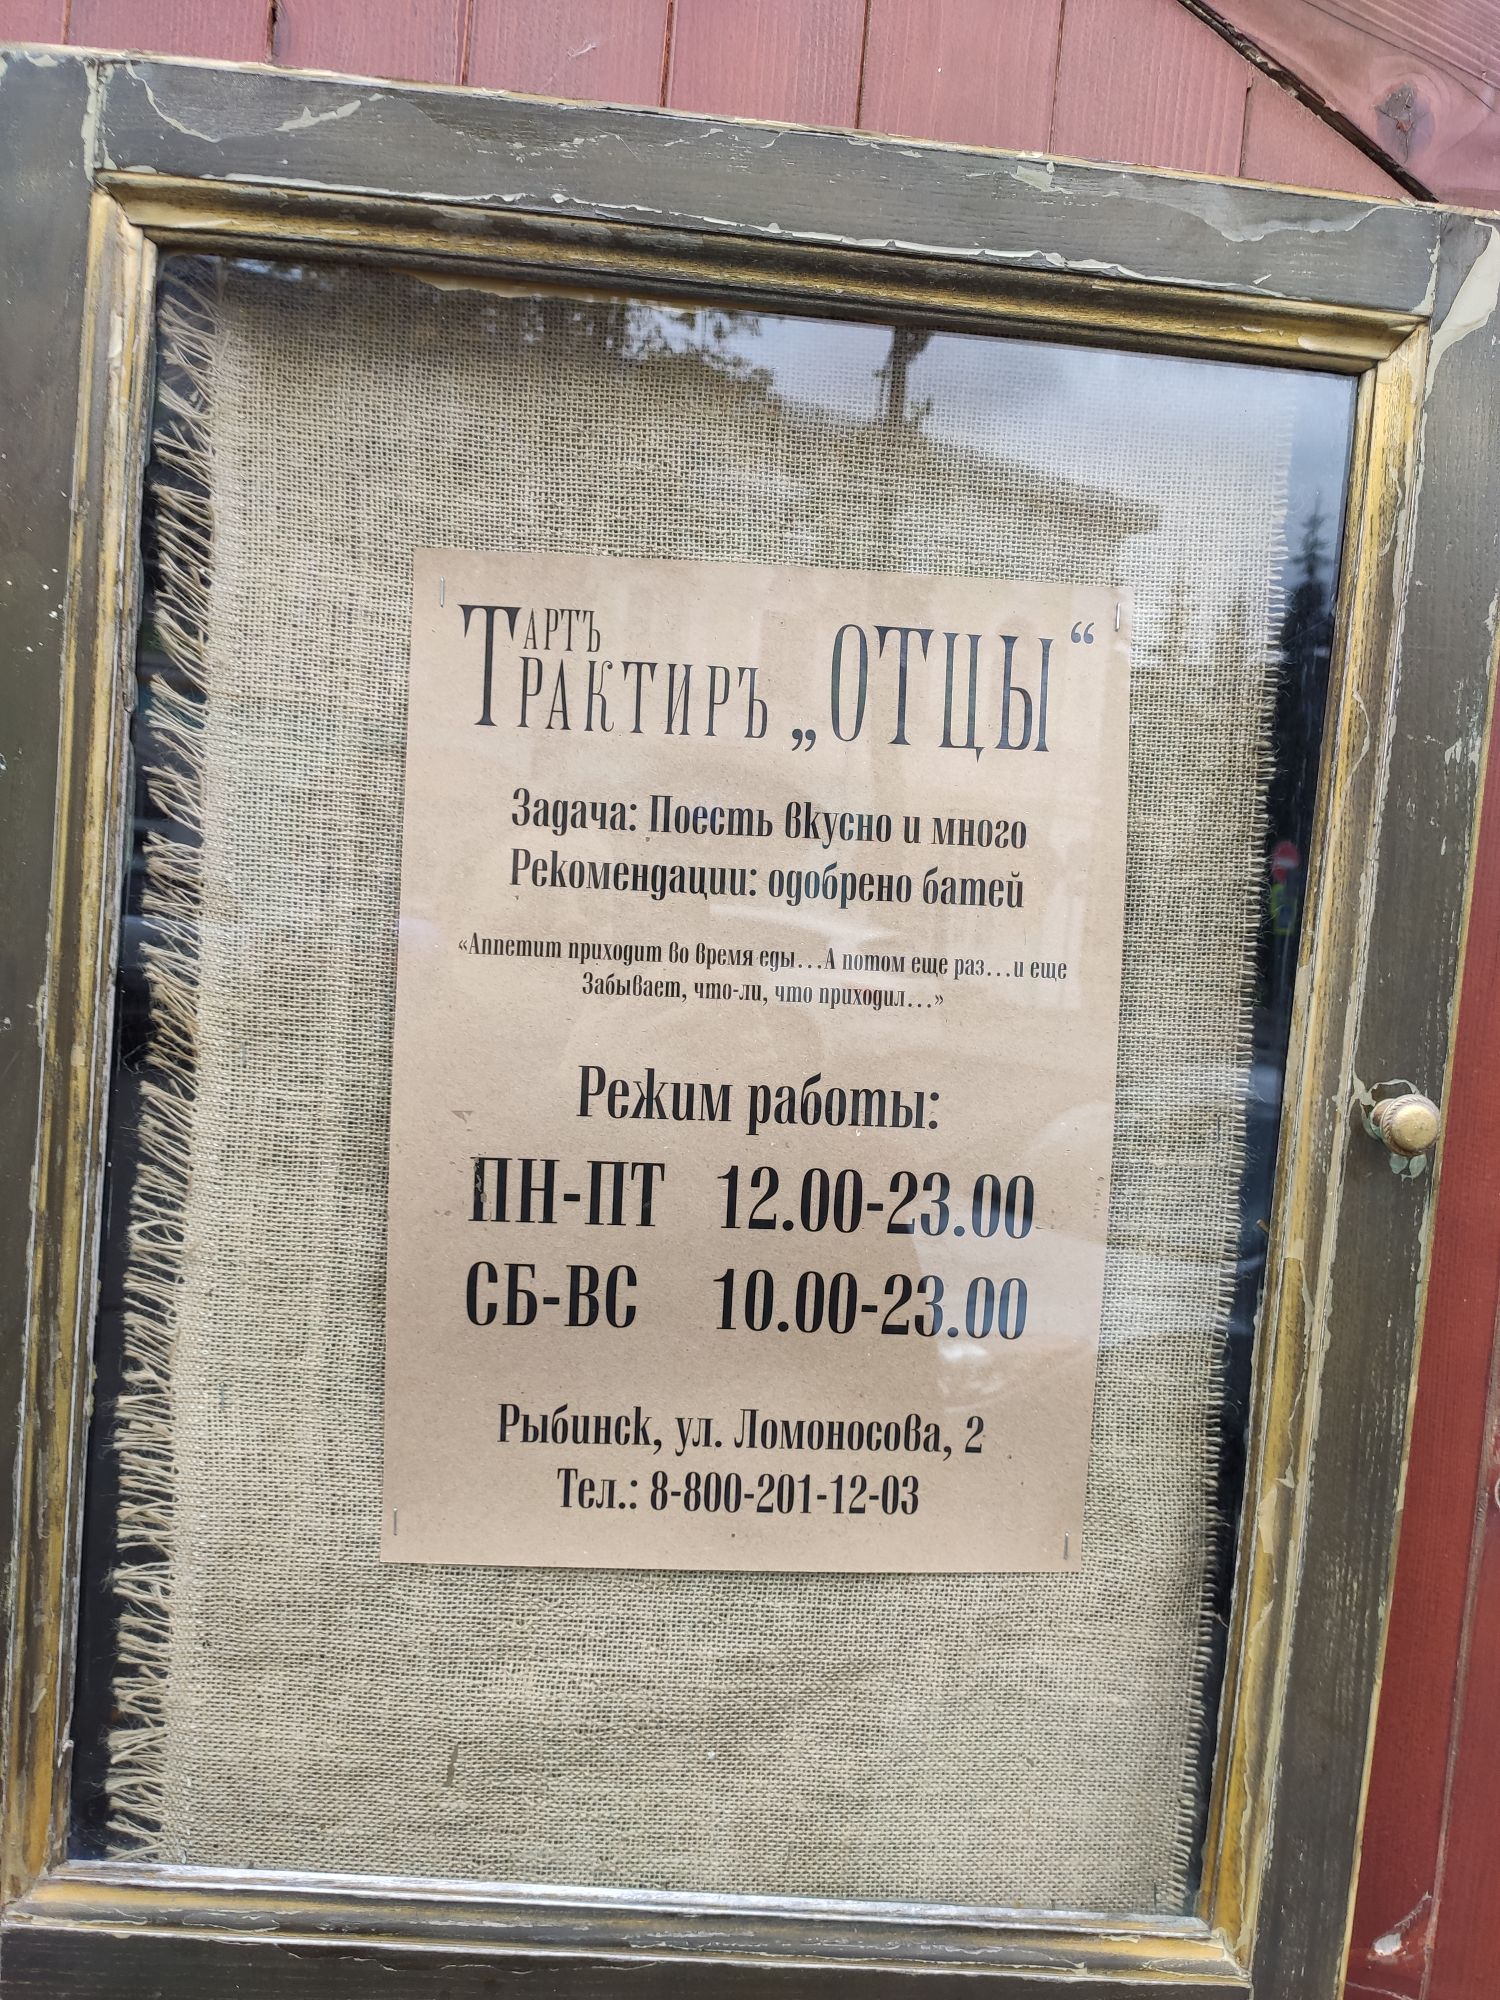 ТАРТЪ
ТРАКТИРЪ „ОТЦЫ“
Задача: Поесть вкусно и много
Рекомендации: одобрено батей
«Аппетит приходит во время еды...А потом еще раз...и еще
Забывает, что-ли, что приходил...»
Режим работы:
ПН-ПТ 12.00-23.00
СБ-ВС 10.00-23.00
Рыбинск, ул. Ломоносова, 2
Тел.: 8-800-201-12-03